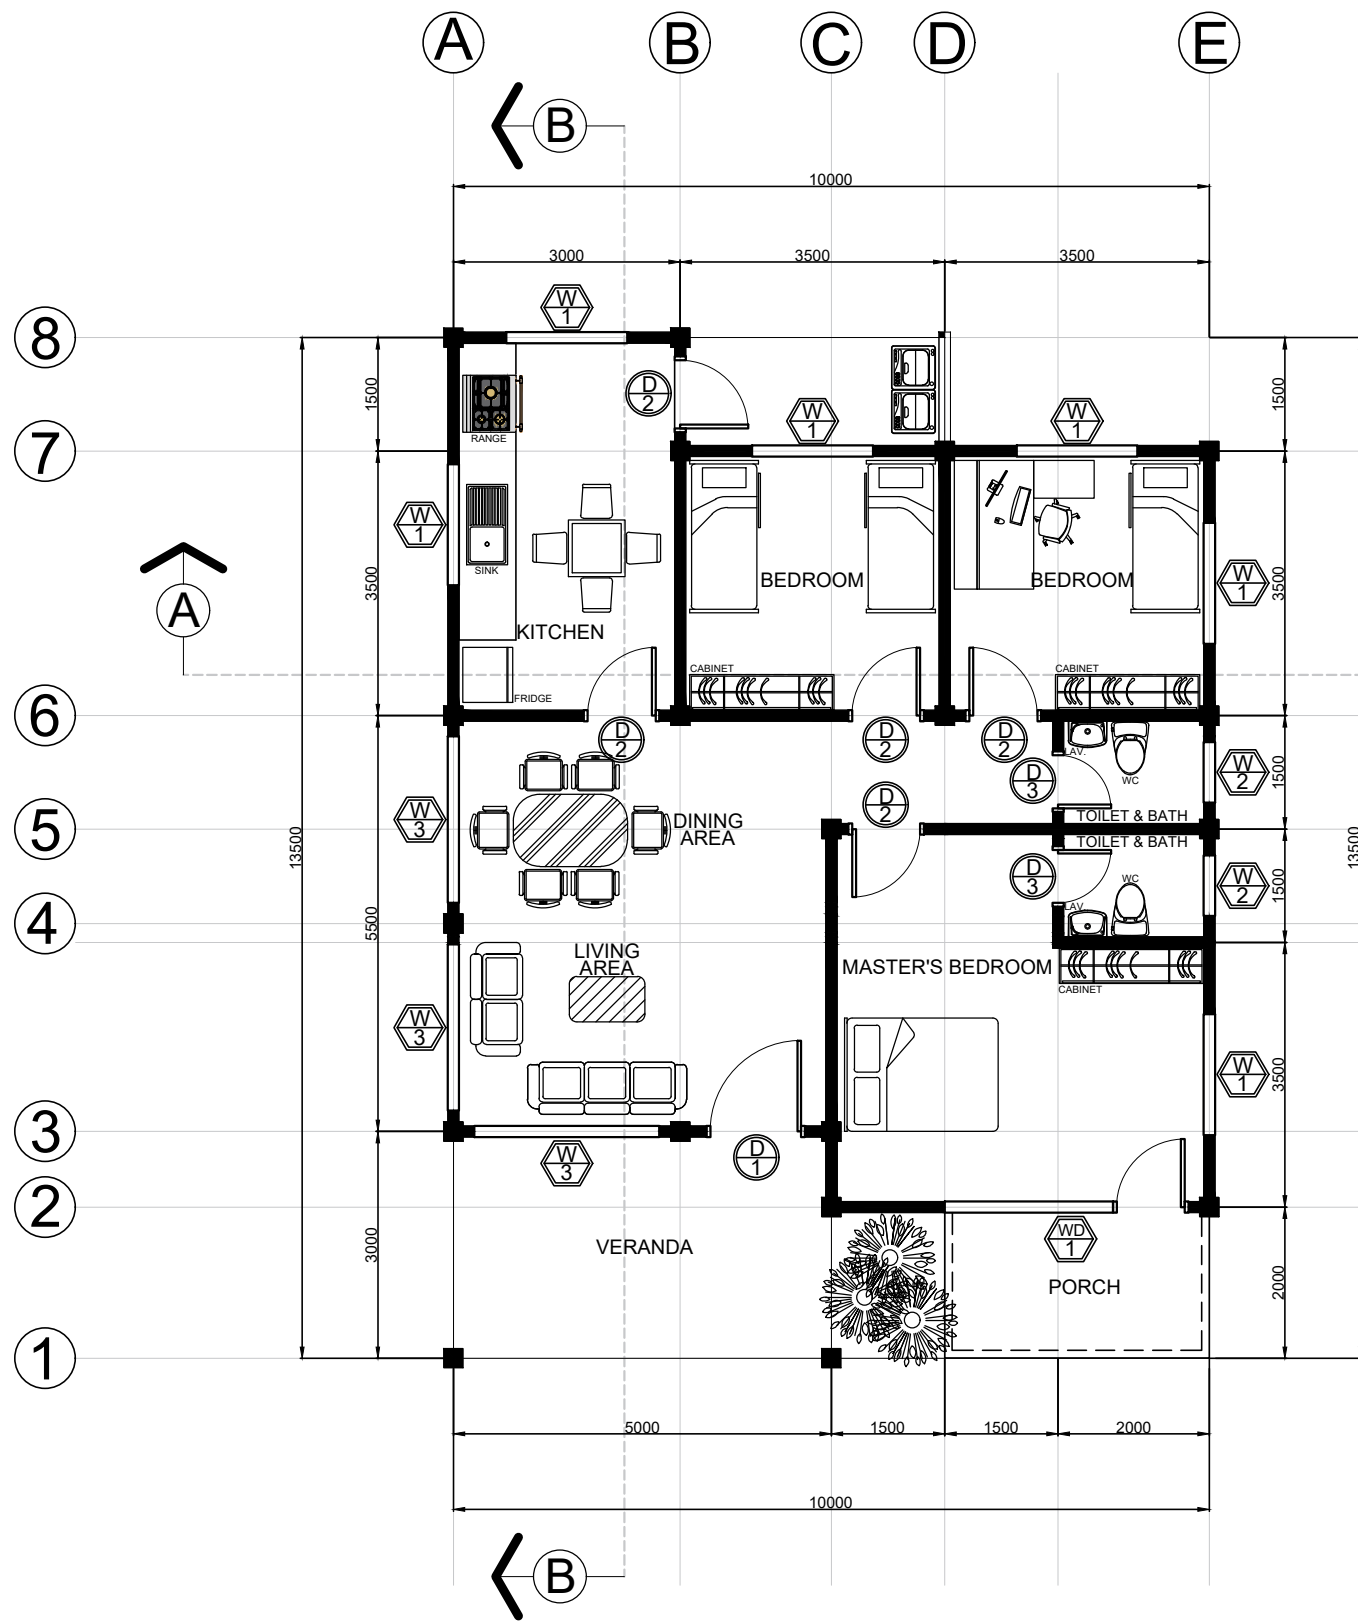 A B C D E
B
10000
3000 3500 3500
W
1
8
1500
D
2
1500
RANGE
W
1
W
1
7
W
1
3500
SINK
BEDROOM
BEDROOM
W
1
3500
A
KITCHEN
CABINET
CABINET
FRIDGE
6
D
2
D
2
D
2
LAV.
WC
D
3
W
2
1500
D
2
TOILET & BATH
W
3
5
13500
DINING
AREA
TOILET & BATH
13500
D
3
WC
W
2
1500
LAV.
4
5500
LIVING
AREA
MASTER'S BEDROOM
CABINET
W
3
W
1
3500
3
W
3
D
1
2
3000
VERANDA
WD
1
PORCH
2000
1
5000 1500 1500 2000
10000
B